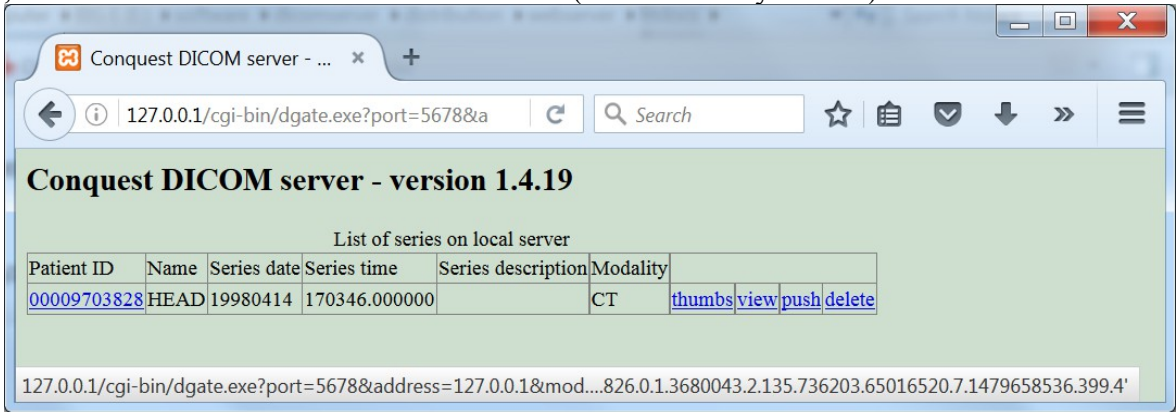 Conquest DICOM server - ...
127.0.0.1/cgi-bin/dgate.exe?port=5678&a
Search
Conquest DICOM server - version 1.4.19
List of series on local server
Patient ID Name Series date Series time Series description Modality
00009703828 HEAD 19980414 170346.000000 CT thumbs view push delete
127.0.0.1/cgi-bin/dgate.exe?port=5678&address=127.0.0.1&mod....826.0.1.3680043.2.135.736203.65016520.7.1479658536.399.4'